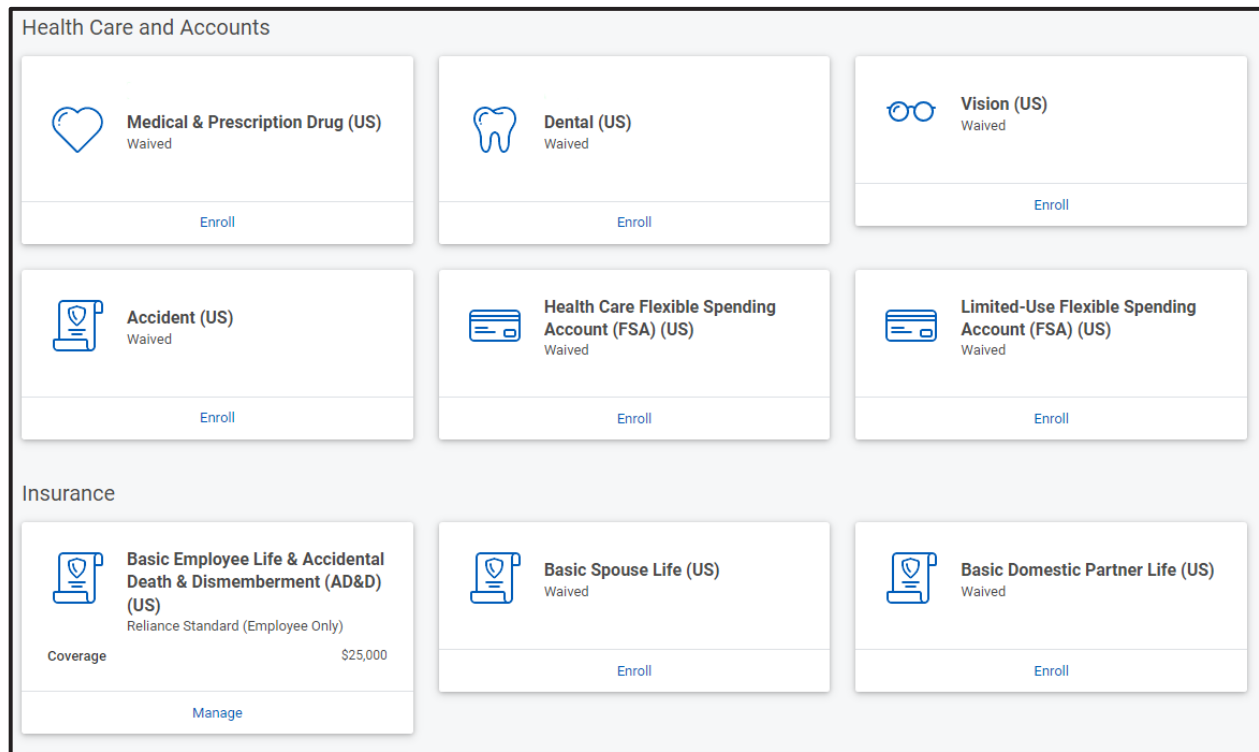 Health Care and Accounts
Medical & Prescription Drug (US)
Waived
Enroll
Dental (US)
Waived
Enroll
Vision (US)
Waived
Enroll
Accident (US)
Waived
Enroll
Health Care Flexible Spending
Account (FSA) (US)
Waived
Enroll
Limited-Use Flexible Spending
Account (FSA) (US)
Waived
Enroll
Insurance
Basic Employee Life & Accidental
Death & Dismemberment (AD&D)
(US)
Reliance Standard (Employee Only)
Coverage $25,000
Manage
Basic Spouse Life (US)
Waived
Enroll
Basic Domestic Partner Life (US)
Waived
Enroll